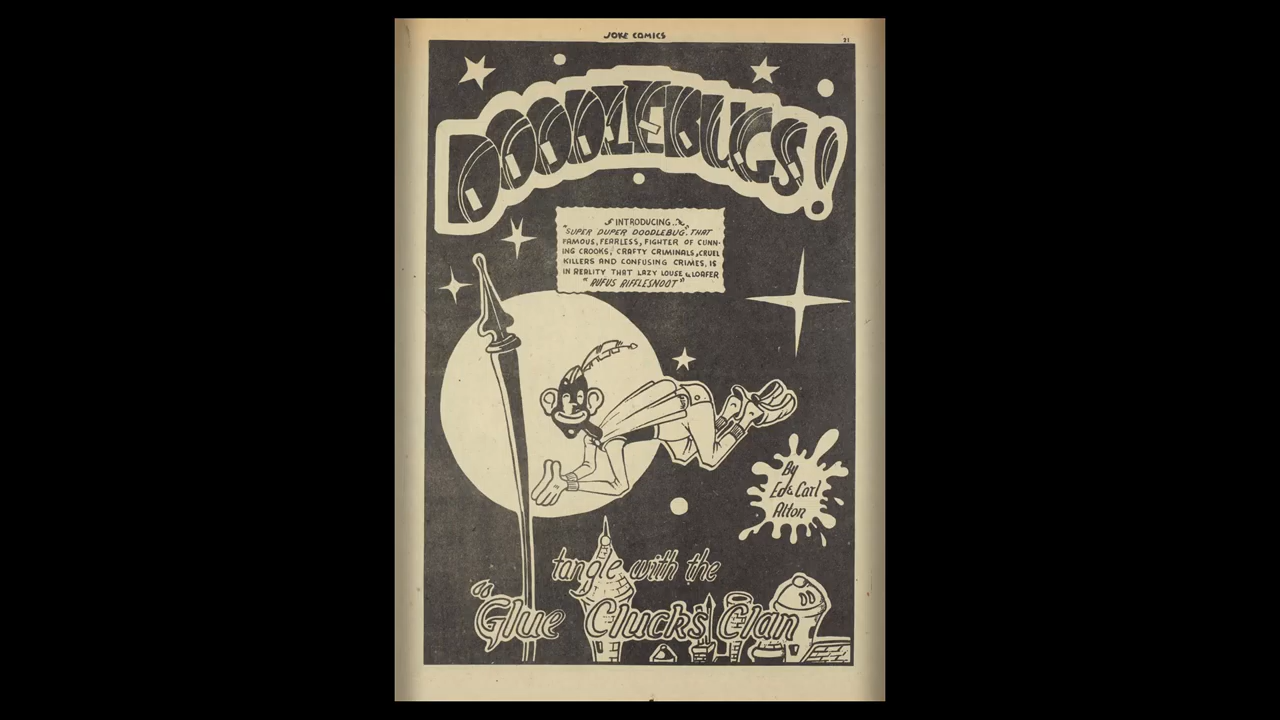 JOKE COMICS
21
DOODLEBUGS!
INTRODUCING..
"SUPER DUPER DOODLEBUG". THAT
FAMOUS, FEARLESS, FIGHTER OF CUNN-
ING CROOKS, CRAFTY CRIMINALS, CRUEL
KILLERS AND CONFUSING CRIMES, IS
IN REALITY THAT LAZY LOUSE & LOAFER
"RUFUS RIFFLESNOOT"
By
Ed & Carl
Alton
tangle with the
"Glue Clucks Clan